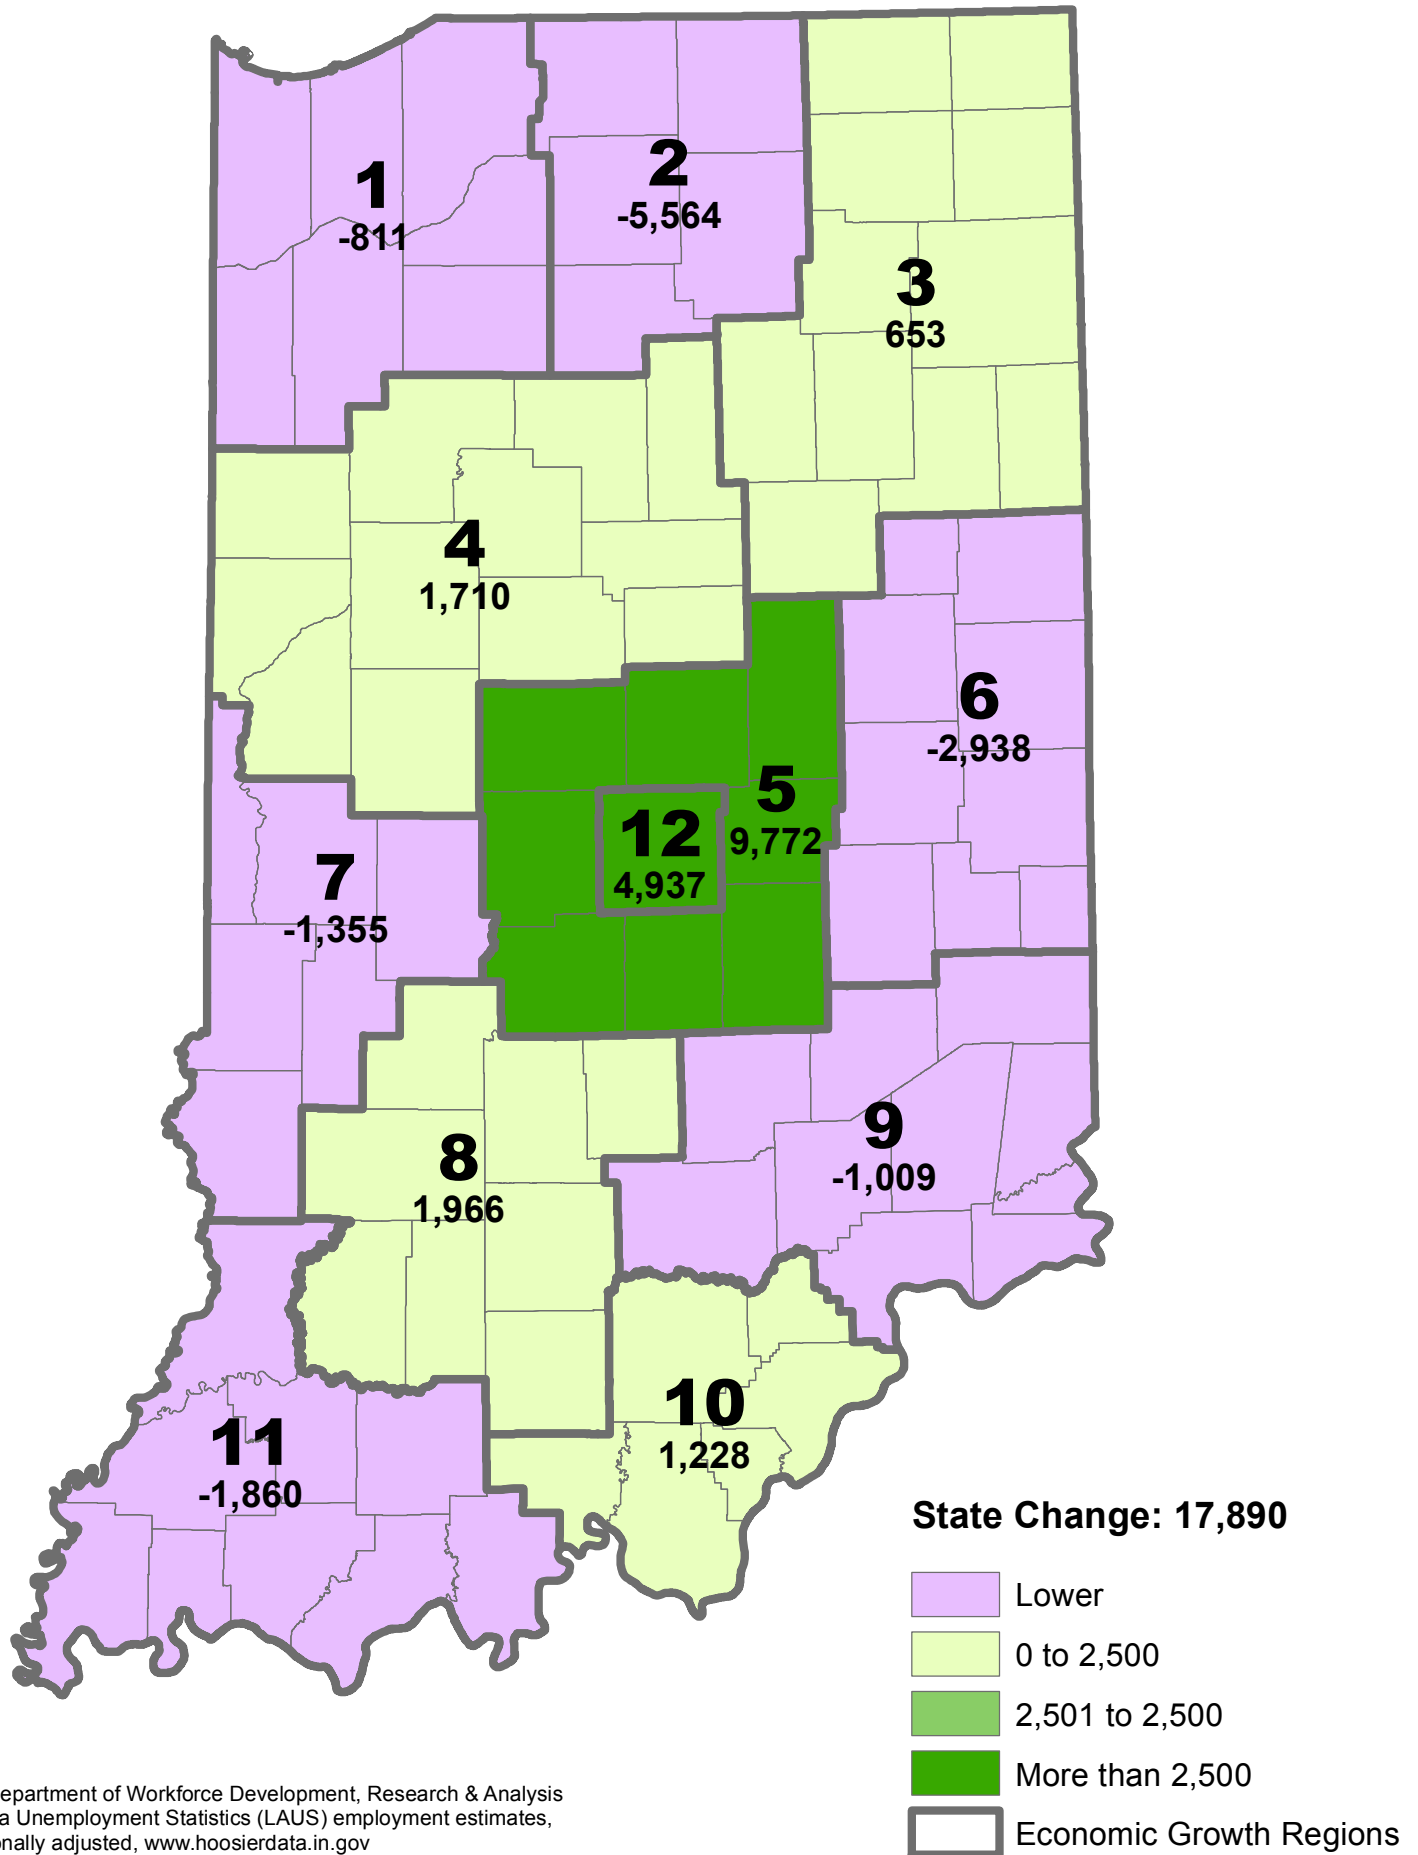 1
-811
2
-5,564
3
653
4
1,710
6
-2,938
5
9,772
12
4,937
7
-1,355
9
-1,009
8
1,966
10
1,228
11
-1,860
State Change: 17,890
Lower
0 to 2,500
2,501 to 2,500
More than 2,500
Economic Growth Regions
epartment of Workforce Development, Research & Analysis
a Unemployment Statistics (LAUS) employment estimates,
nally adjusted, www.hoosierdata.in.gov